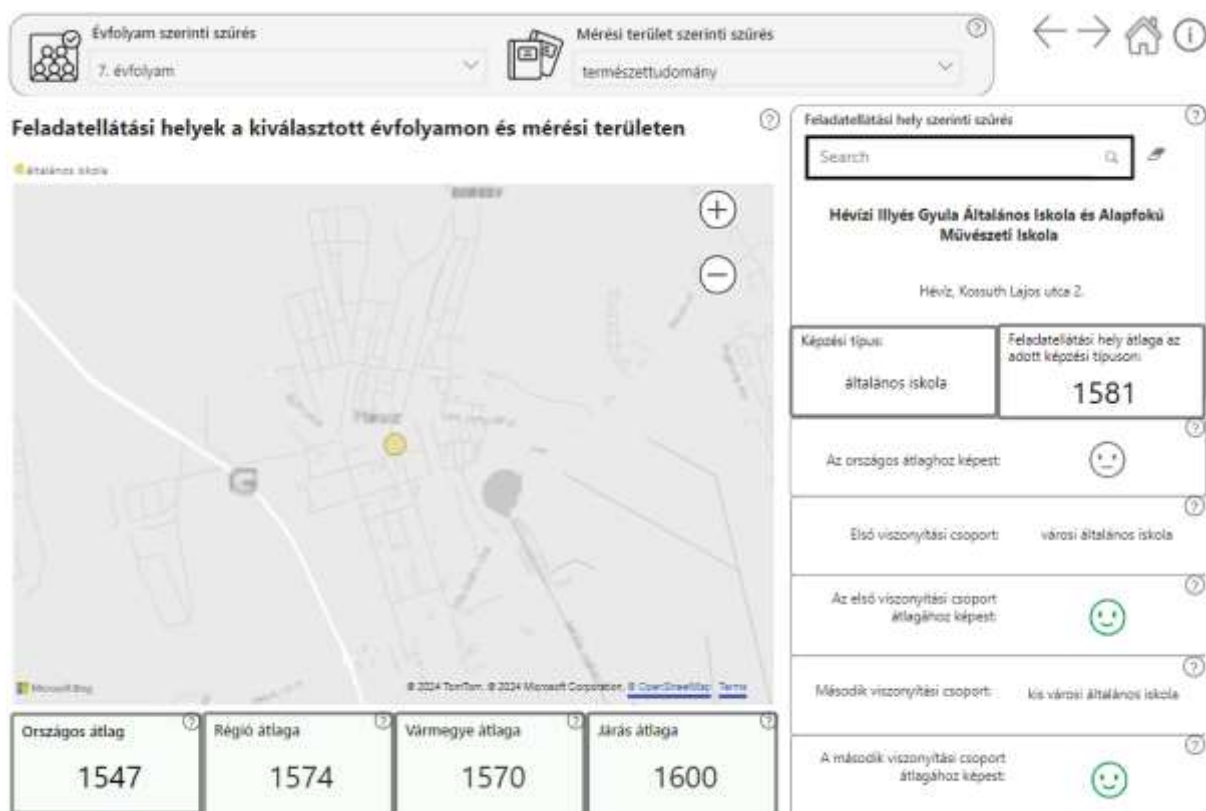 Évfolyam szerinti szűrés
7. évfolyam
Mérési terület szerinti szűrés
természettudomány
Feladatellátási helyek a kiválasztott évfolyamon és mérési területen
általános iskola
Hévíz
Microsoft Bing
© 2024 TomTom, © 2024 Microsoft Corporation, © OpenStreetMap Terms
Országos átlag
1547
Régió átlaga
1574
Vármegye átlaga
1570
Járás átlaga
1600
Feladatellátási hely szerinti szűrés
Search
Hévízi Illyés Gyula Általános Iskola és Alapfokú
Művészeti Iskola
Hévíz, Kossuth Lajos utca 2.
Képzési típus:
általános iskola
Feladatellátási hely átlaga az
adott képzési típuson:
1581
Az országos átlaghoz képest:
Első viszonyítási csoport:
városi általános iskola
Az első viszonyítási csoport
átlagához képest:
Második viszonyítási csoport:
kis városi általános iskola
A második viszonyítási csoport
átlagához képest: